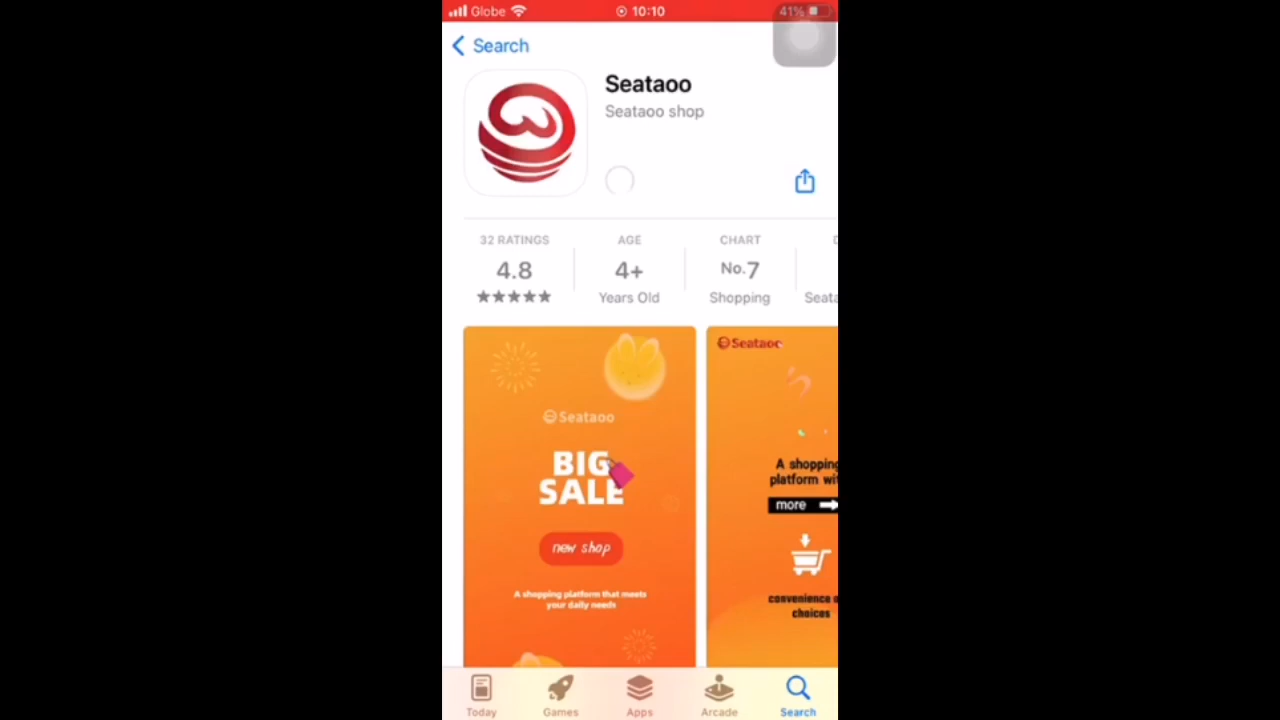 Globe 10:10 41%
Search
Seataoo
Seataoo shop
32 RATINGS AGE CHART
4.8 4+ No.7
Years Old Shopping
Seataoo
Seataoo
BIG
SALE
new shop
A shopping platform that meets
your daily needs
A shopping
platform
more
convenience
choices
Today Games Apps Arcade Search